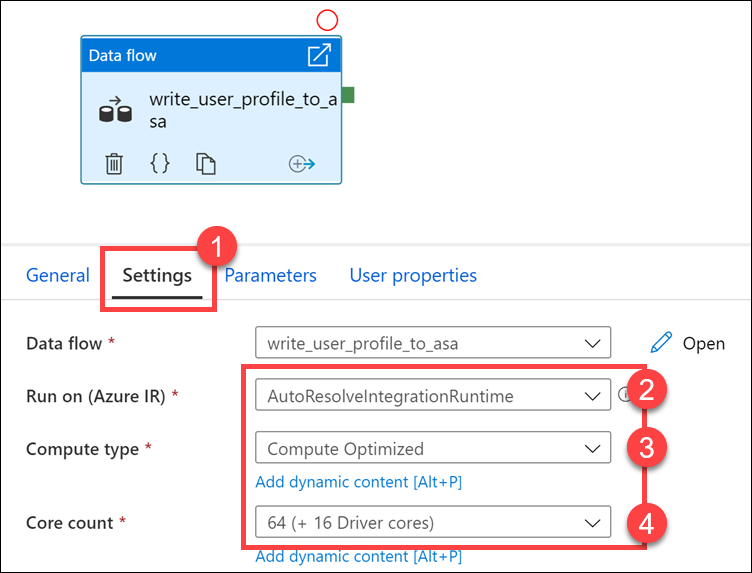 Data flow
write_user_profile_to_a
sa
{}
1
General Settings Parameters User properties
Data flow * write_user_profile_to_asa Open
Run on (Azure IR) * AutoResolveIntegrationRuntime 2
Compute type * Compute Optimized 3
Add dynamic content [Alt+P]
Core count * 64 (+ 16 Driver cores) 4
Add dynamic content [Alt+P]